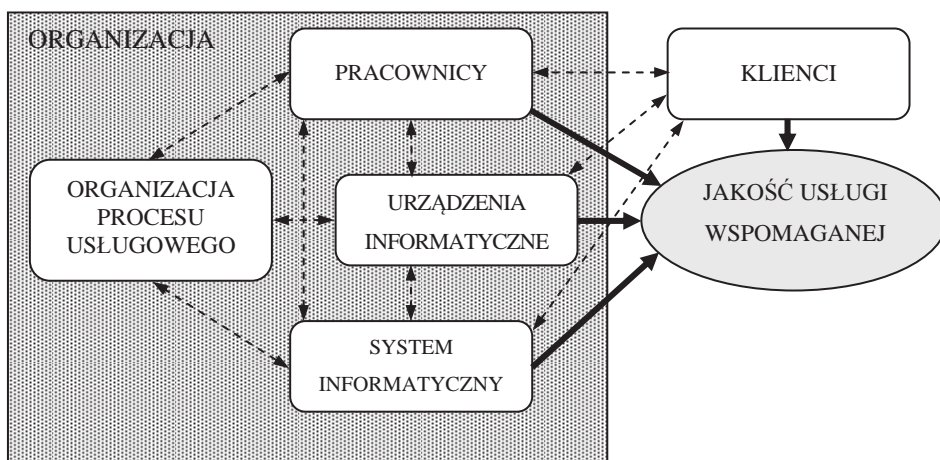 ORGANIZACJA
PRACOWNICY
KLIENCI
ORGANIZACJA
PROCESU
USŁUGOWEGO
URZĄDZENIA
INFORMATYCZNE
JAKOŚĆ USŁUGI
WSPOMAGANEJ
SYSTEM
INFORMATYCZNY